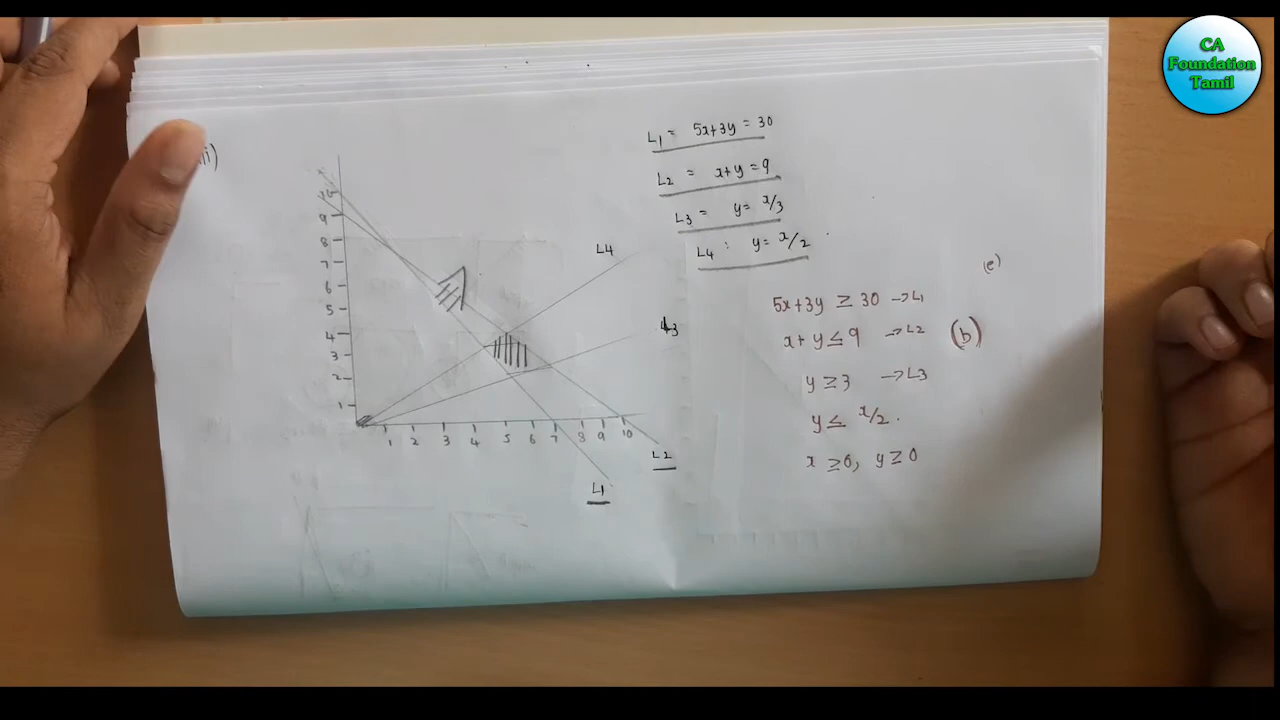 CA
Foundation
Tamil
L1 = 5x+3y = 30
L2 = x+y = 9
L3 = y = x/3
L4 : y = x/2
9
8
7
6
5
4
3
2
1
1 2 3 4 5 6 7 8 9 10
L4
L3
L2
L1
(e)
5x+3y ≥ 30 → L1
x+y ≤ 9 → L2 (b)
y ≥ 3 → L3
y ≤ x/2.
x ≥ 0, y ≥ 0